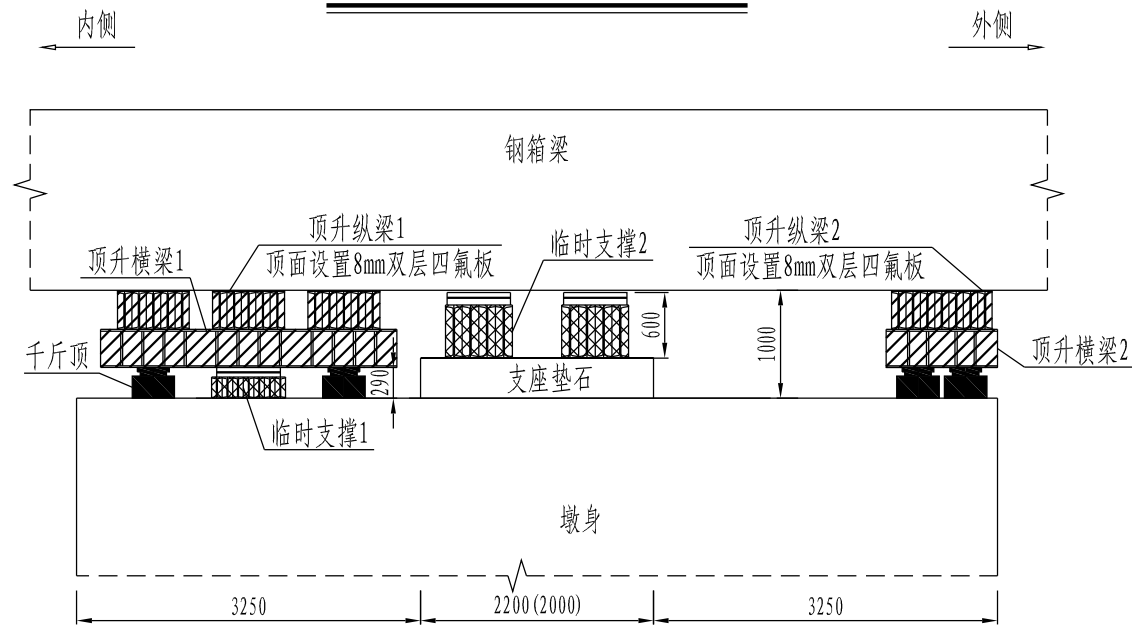 内侧
外侧
钢箱梁
顶升纵梁1
顶面设置8mm双层四氟板
临时支撑2
顶升纵梁2
顶面设置8mm双层四氟板
顶升横梁1
600
1000
千斤顶
290
支座垫石
顶升横梁2
临时支撑1
墩身
3250
2200(2000)
3250